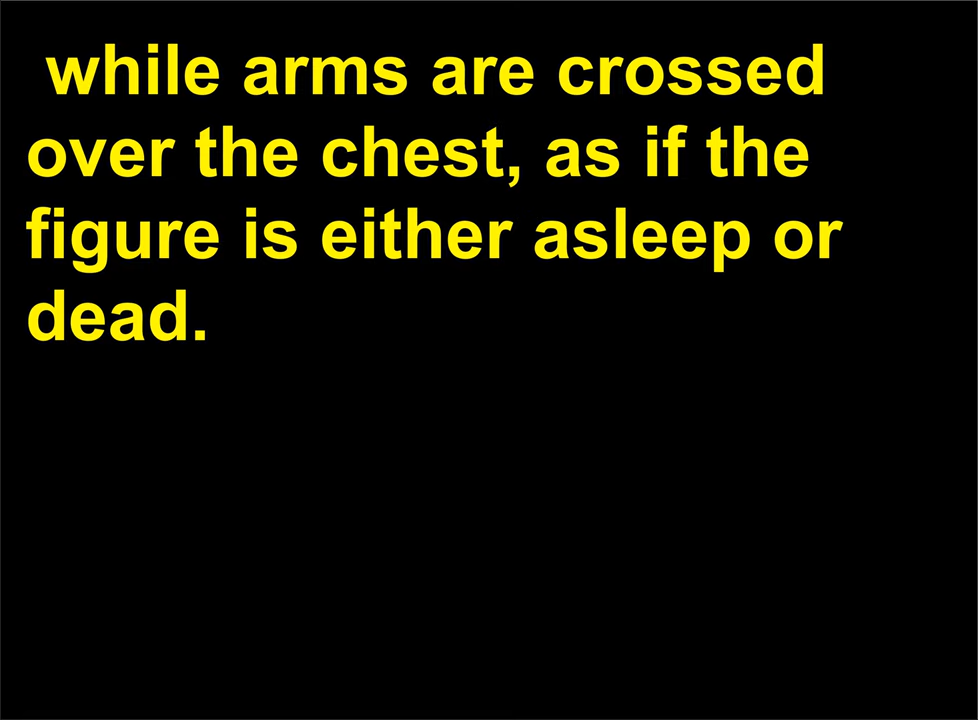 while arms are crossed
over the chest, as if the
figure is either asleep or
dead.